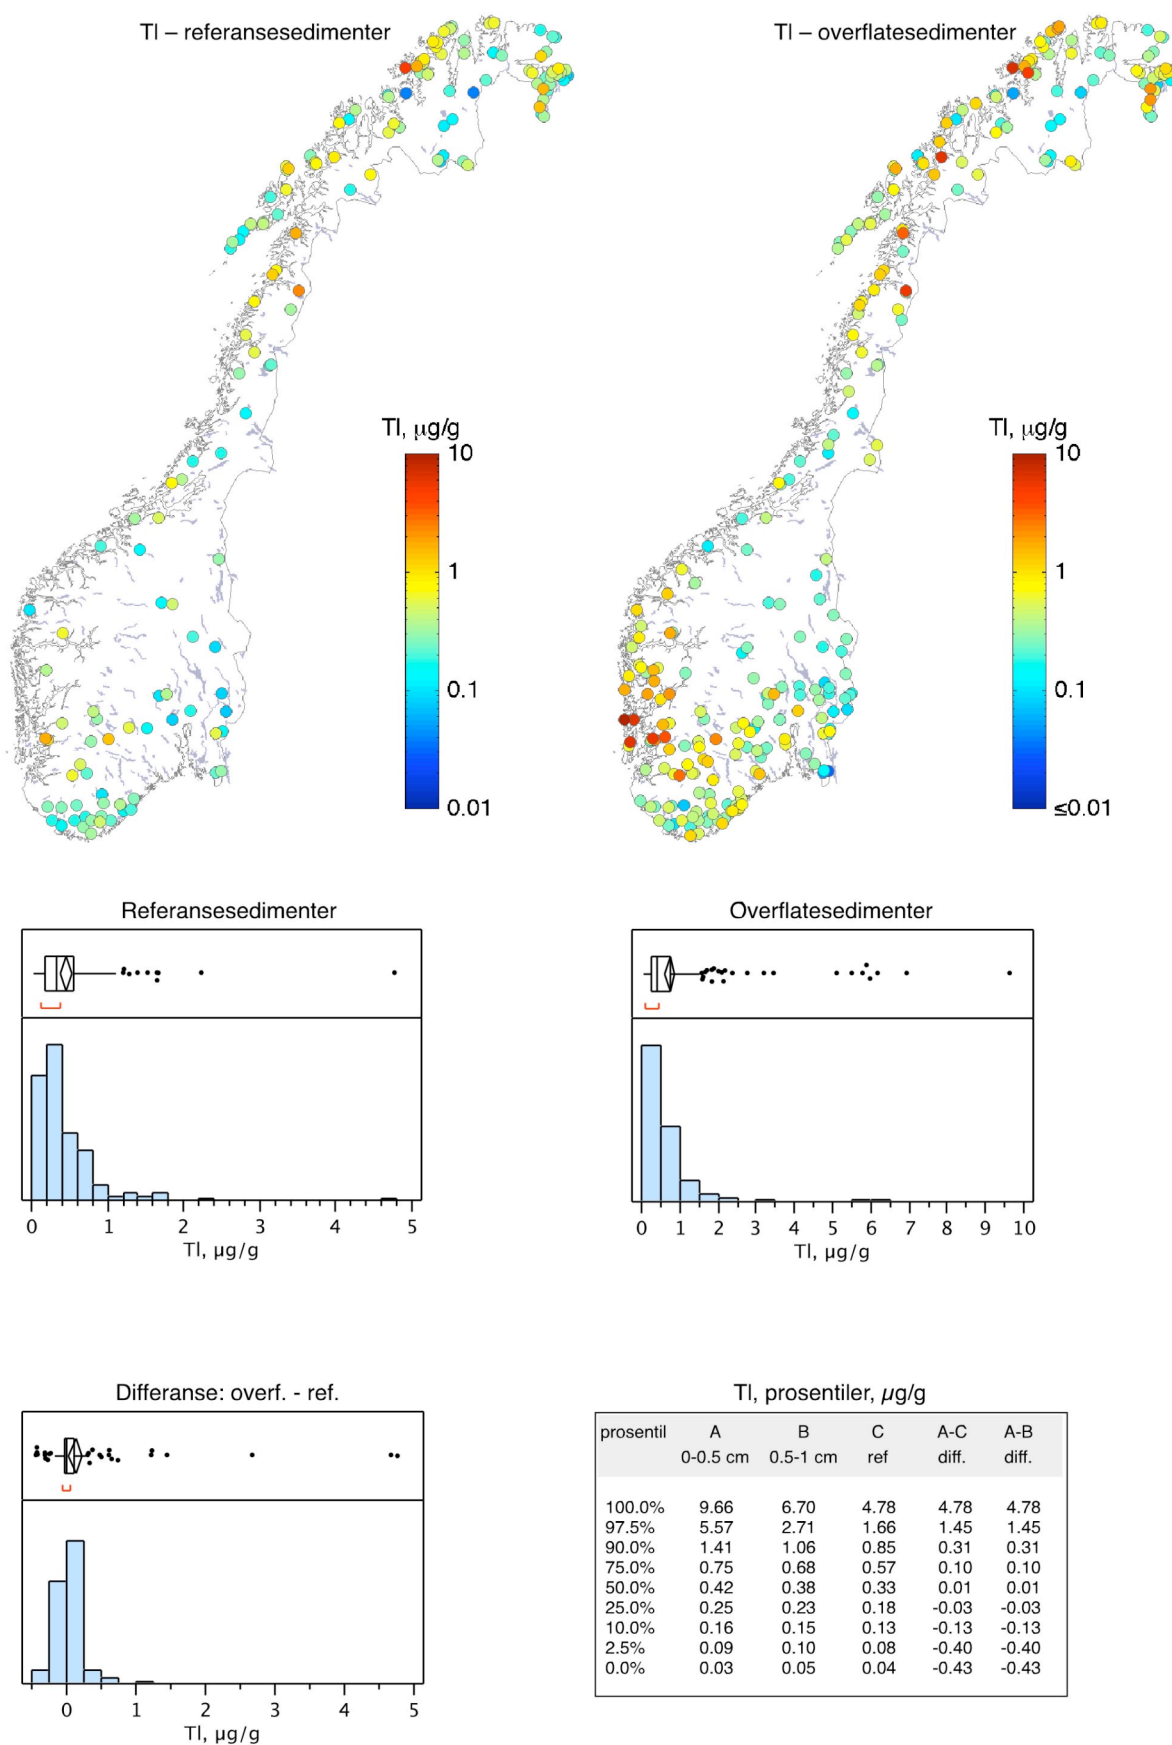 Tl – referansesedimenter
Tl – overflatesedimenter
Tl, µg/g
10
1
0.1
0.01
Tl, µg/g
10
1
0.1
≤0.01
Referansesedimenter
0 1 2 3 4 5
Tl, µg/g
Overflatesedimenter
0 1 2 3 4 5 6 7 8 9 10
Tl, µg/g
Differanse: overf. - ref.
0 1 2 3 4 5
Tl, µg/g
Tl, prosentiler, µg/g
prosentil A B C A-C A-B
0-0.5 cm 0.5-1 cm ref diff. diff.
100.0% 9.66 6.70 4.78 4.78 4.78
97.5% 5.57 2.71 1.66 1.45 1.45
90.0% 1.41 1.06 0.85 0.31 0.31
75.0% 0.75 0.68 0.57 0.10 0.10
50.0% 0.42 0.38 0.33 0.01 0.01
25.0% 0.25 0.23 0.18 -0.03 -0.03
10.0% 0.16 0.15 0.13 -0.13 -0.13
2.5% 0.09 0.10 0.08 -0.40 -0.40
0.0% 0.03 0.05 0.04 -0.43 -0.43